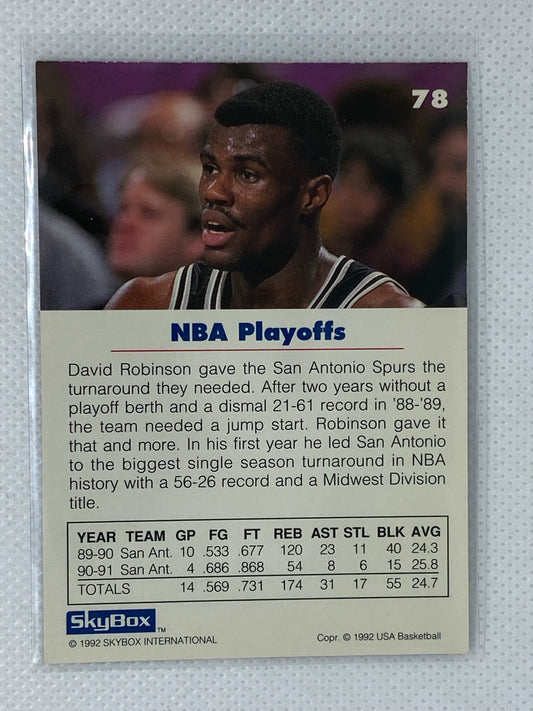 78
NBA Playoffs
David Robinson gave the San Antonio Spurs the
turnaround they needed. After two years without a
playoff berth and a dismal 21-61 record in '88-'89,
the team needed a jump start. Robinson gave it
that and more. In his first year he led San Antonio
to the biggest single season turnaround in NBA
history with a 56-26 record and a Midwest Division
title.
YEAR TEAM GP FG FT REB AST STL BLK AVG
89-90 San Ant. 10 .533 .677 120 23 11 40 24.3
90-91 San Ant. 4 .686 .868 54 8 6 15 25.8
TOTALS 14 .569 .731 174 31 17 55 24.7
SkyBox™
© 1992 SKYBOX INTERNATIONAL Copr. © 1992 USA Basketball